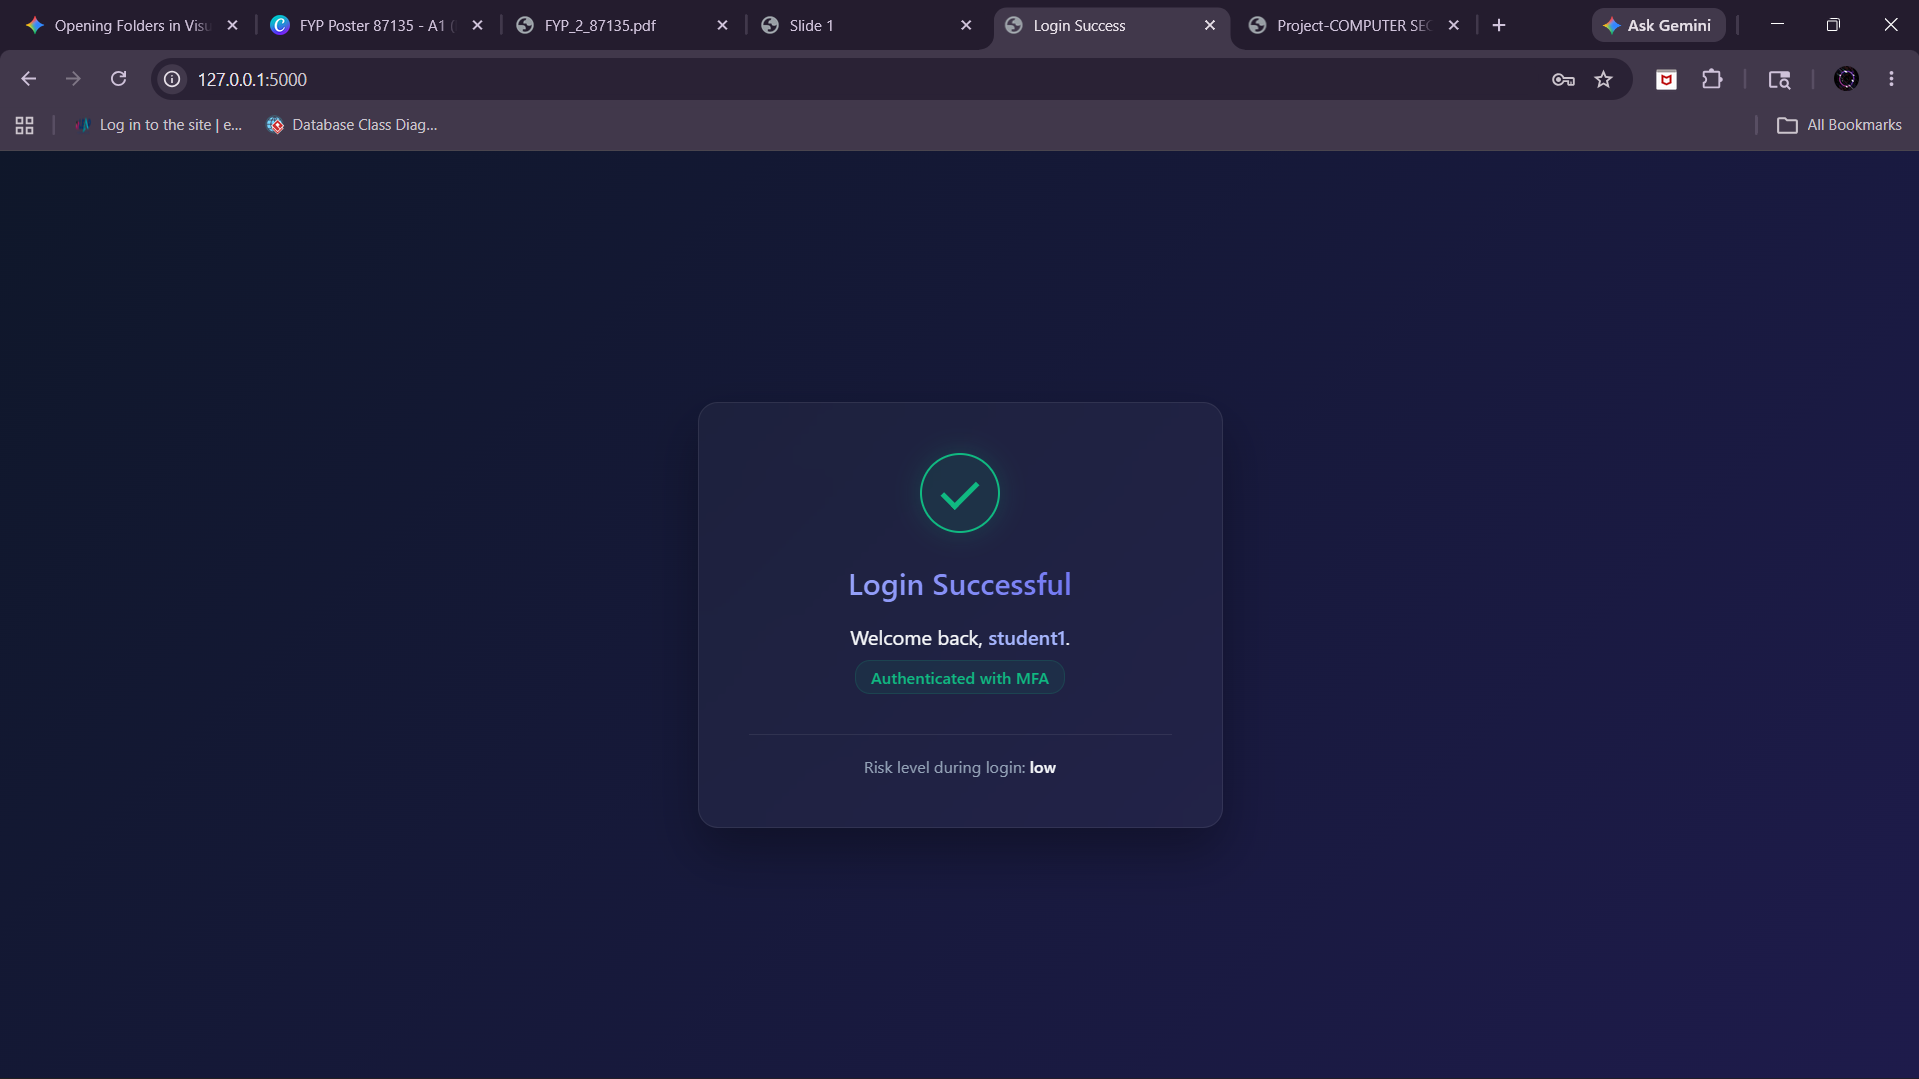 Opening Folders in Visu
FYP Poster 87135 - A1 (
FYP_2_87135.pdf
Slide 1
Login Success
Project-COMPUTER SEC
Ask Gemini
127.0.0.1:5000
Log in to the site | e...
Database Class Diag...
All Bookmarks
Login Successful
Welcome back, student1.
Authenticated with MFA
Risk level during login: low